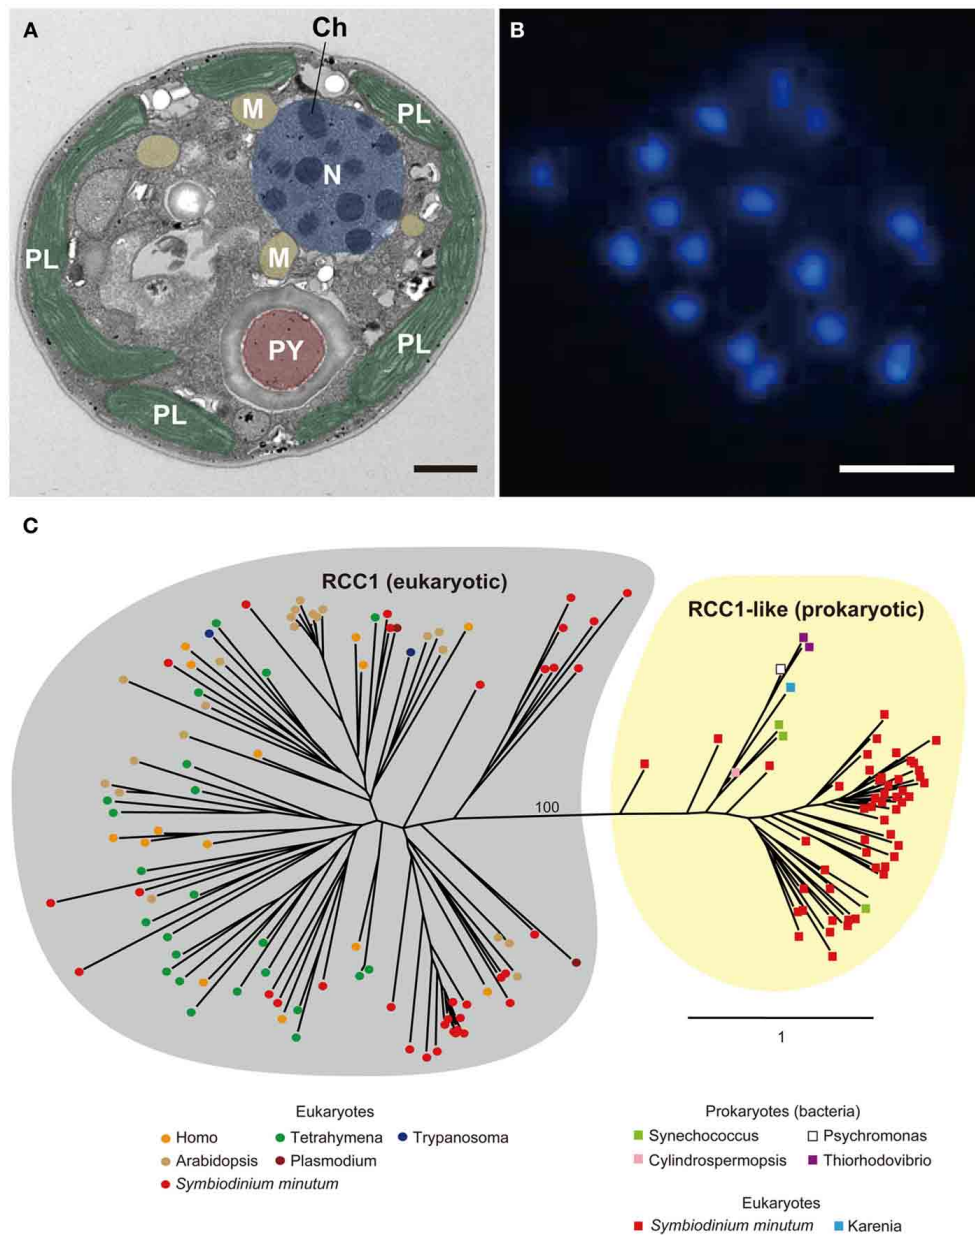 A
Ch
B
M
PL
N
PL
M
PY
PL
PL
C
RCC1 (eukaryotic)
RCC1-like (prokaryotic)
100
1
Eukaryotes
Homo
Tetrahymena
Trypanosoma
Arabidopsis
Plasmodium
Symbiodinium minutum
Prokaryotes (bacteria)
Synechococcus
Psychromonas
Cylindrospermopsis
Thiorhodovibrio
Eukaryotes
Symbiodinium minutum
Karenia